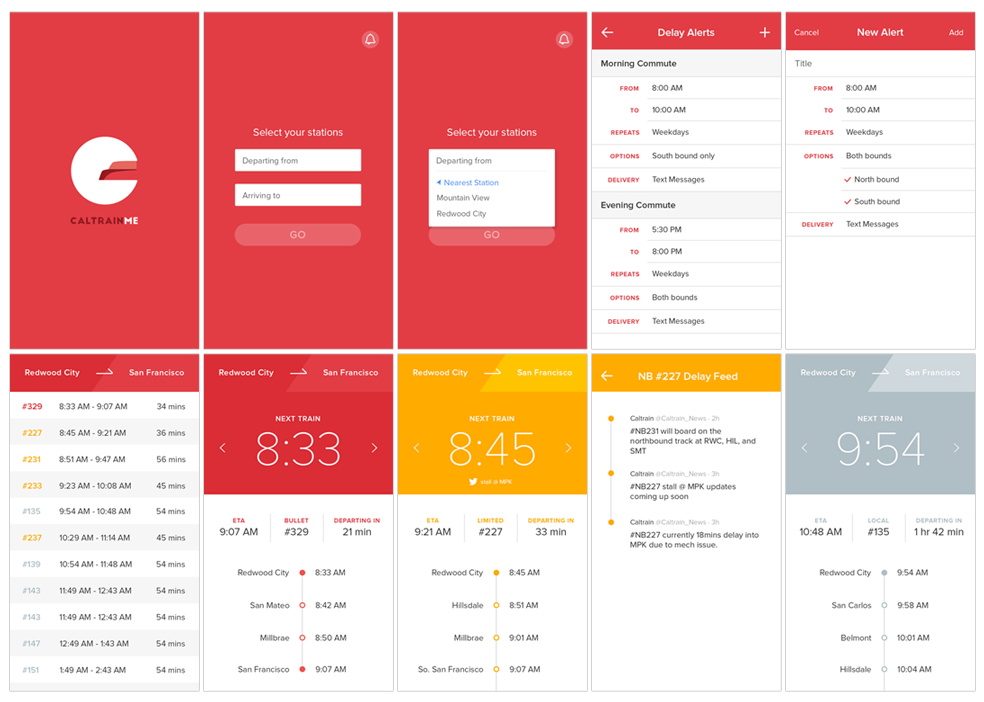 CALTRAINME
Select your stations
Departing from
Arriving to
GO
Select your stations
Departing from
Nearest Station
Mountain View
Redwood City
GO
Delay Alerts
Morning Commute
FROM 8:00 AM
TO 10:00 AM
REPEATS Weekdays
OPTIONS South bound only
DELIVERY Text Messages
Evening Commute
FROM 5:30 PM
TO 8:00 PM
REPEATS Weekdays
OPTIONS Both bounds
DELIVERY Text Messages
Cancel New Alert Add
Title
FROM 8:00 AM
TO 10:00 AM
REPEATS Weekdays
OPTIONS Both bounds
North bound
South bound
DELIVERY Text Messages
Redwood City San Francisco
#329 8:33 AM - 9:07 AM 34 mins
#227 8:45 AM - 9:21 AM 36 mins
#231 8:51 AM - 9:47 AM 56 mins
#233 9:23 AM - 10:08 AM 45 mins
#135 9:54 AM - 10:48 AM 54 mins
#237 10:29 AM - 11:14 AM 45 mins
#139 10:54 AM - 11:48 AM 54 mins
#143 11:49 AM - 12:43 AM 54 mins
#143 11:49 AM - 12:43 AM 54 mins
#147 12:49 AM - 1:43 AM 54 mins
#151 1:49 AM - 2:43 AM 54 mins
Redwood City San Francisco
NEXT TRAIN
8:33
ETA BULLET DEPARTING IN
9:07 AM #329 21 min
Redwood City 8:33 AM
San Mateo 8:42 AM
Millbrae 8:50 AM
San Francisco 9:07 AM
Redwood City San Francisco
NEXT TRAIN
8:45
stall @ MPK
ETA LIMITED DEPARTING IN
9:21 AM #227 33 min
Redwood City 8:45 AM
Hillsdale 8:51 AM
Millbrae 9:01 AM
So. San Francisco 9:07 AM
NB #227 Delay Feed
Caltrain @Caltrain_News - 2h
#NB231 will board on the
northbound track at RWC, HIL, and
SMT
Caltrain @Caltrain_News - 3h
#NB227 stall @ MPK updates
coming up soon
Caltrain @Caltrain_News - 3h
#NB227 currently 18mins delay into
MPK due to mech issue.
Redwood City San Francisco
NEXT TRAIN
9:54
ETA LOCAL DEPARTING IN
10:48 AM #135 1 hr 42 min
Redwood City 9:54 AM
San Carlos 9:58 AM
Belmont 10:01 AM
Hillsdale 10:04 AM